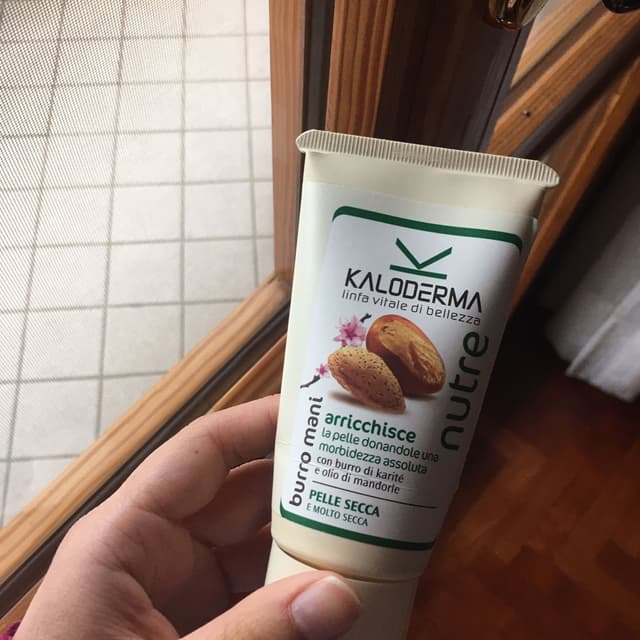 KALODERMA
linfa vitale di bellezza
nutre
burro mani
arricchisce
la pelle donandole una
morbidezza assoluta
con burro di karité
e olio di mandorle
PELLE SECCA
E MOLTO SECCA